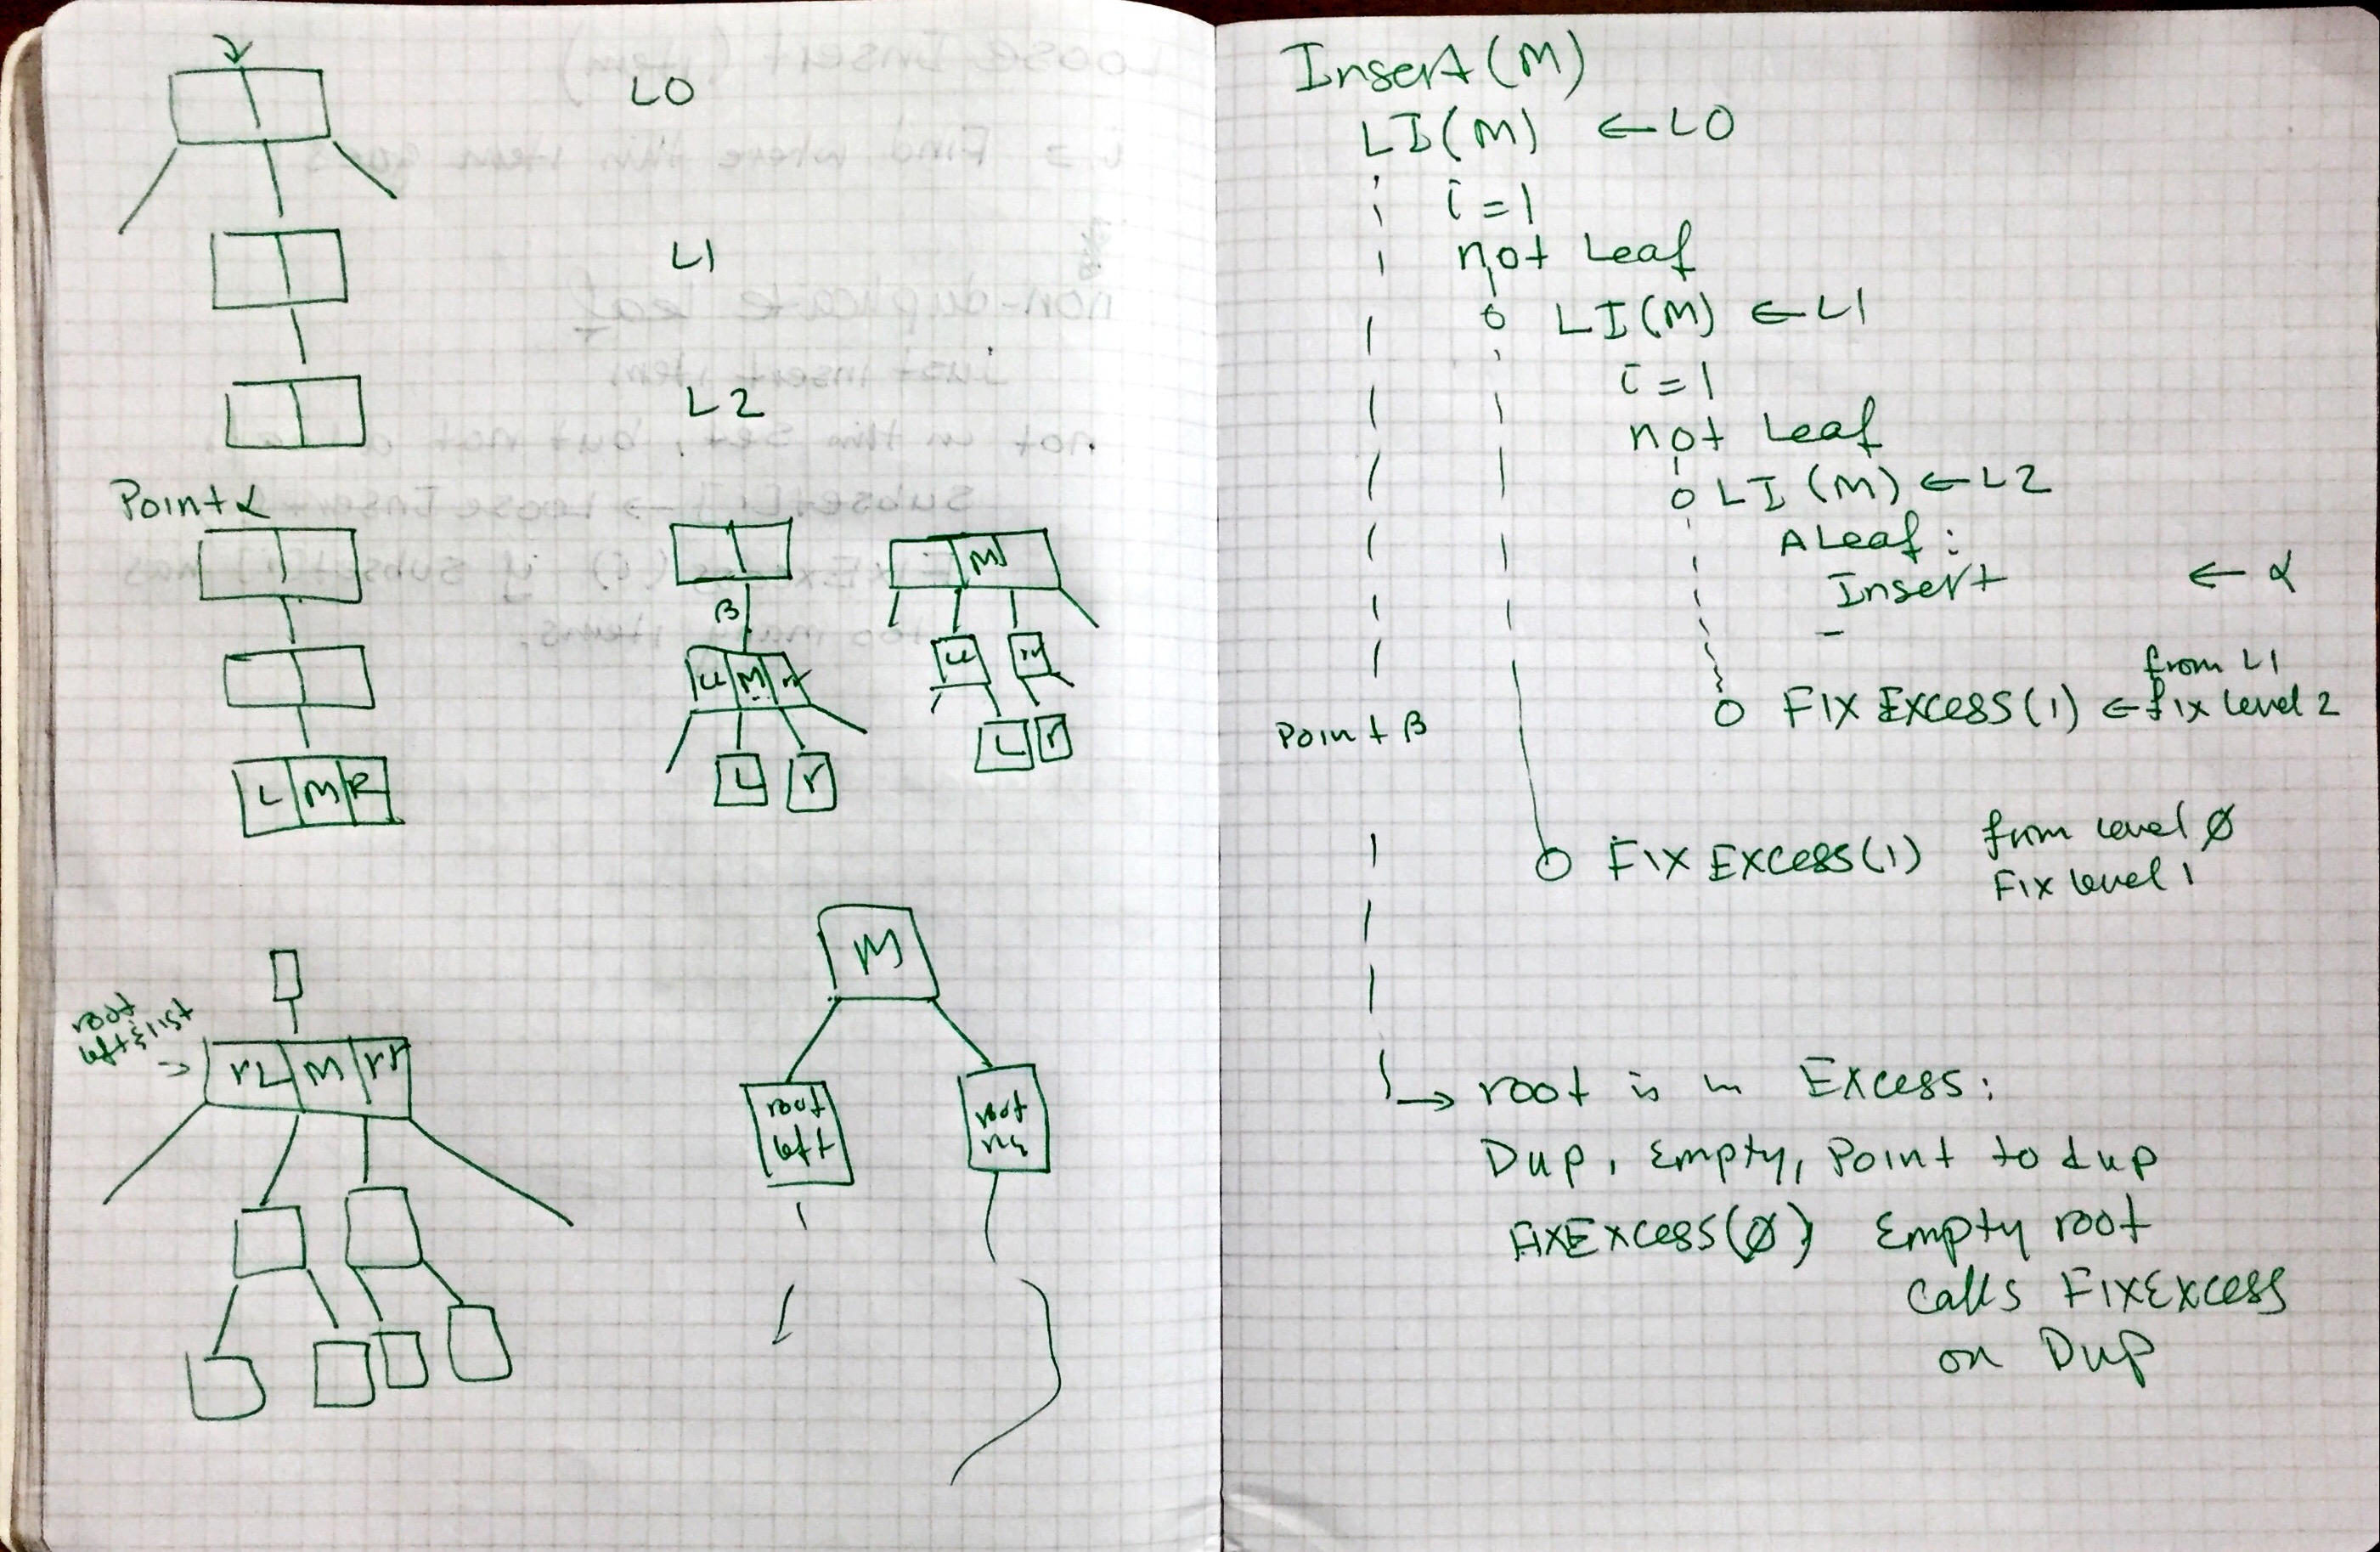 L0
L1
L2
Point α
M
β
u M r
u
L r
L r
L M R
M
root
left
rL M rr
root
left
root
Insert(M)
LI(M) ← L0
i = 1
not Leaf
LI(M) ← L1
i = 1
not Leaf
LI(M) ← L2
A Leaf:
Insert ← α
from L1
FIX EXCESS(1) ← fix level 2
Point β
FIX EXCESS(1) from level Ø
Fix level 1
→ root is in Excess:
Dup, Empty, Point to dup
FIXEXCESS(Ø) Empty root
calls FIXEXCESS
on Dup